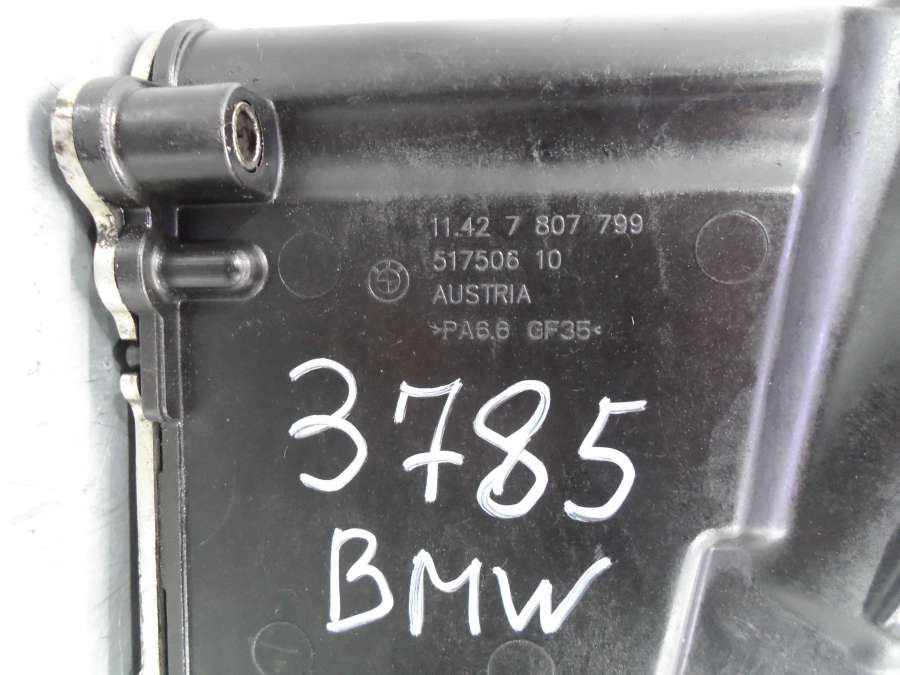 11.42 7 807 799
517506 10
AUSTRIA
>PA6.6 GF35<
3785
BMW